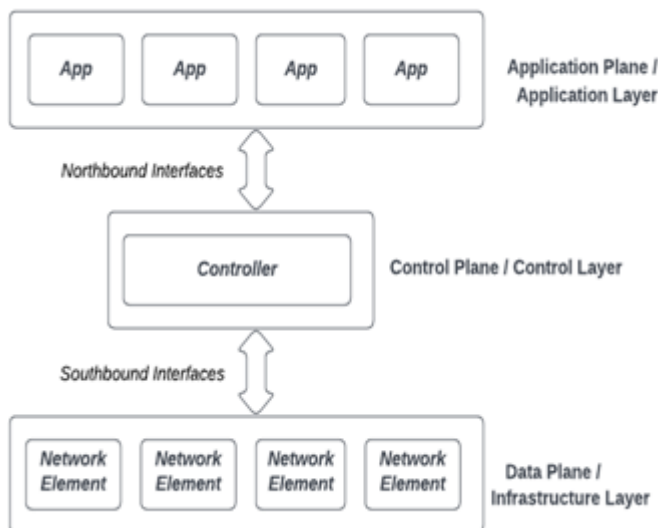 App App App App
Application Plane /
Application Layer
Northbound Interfaces
Controller
Control Plane / Control Layer
Southbound Interfaces
Network Network Network Network
Element Element Element Element
Data Plane /
Infrastructure Layer